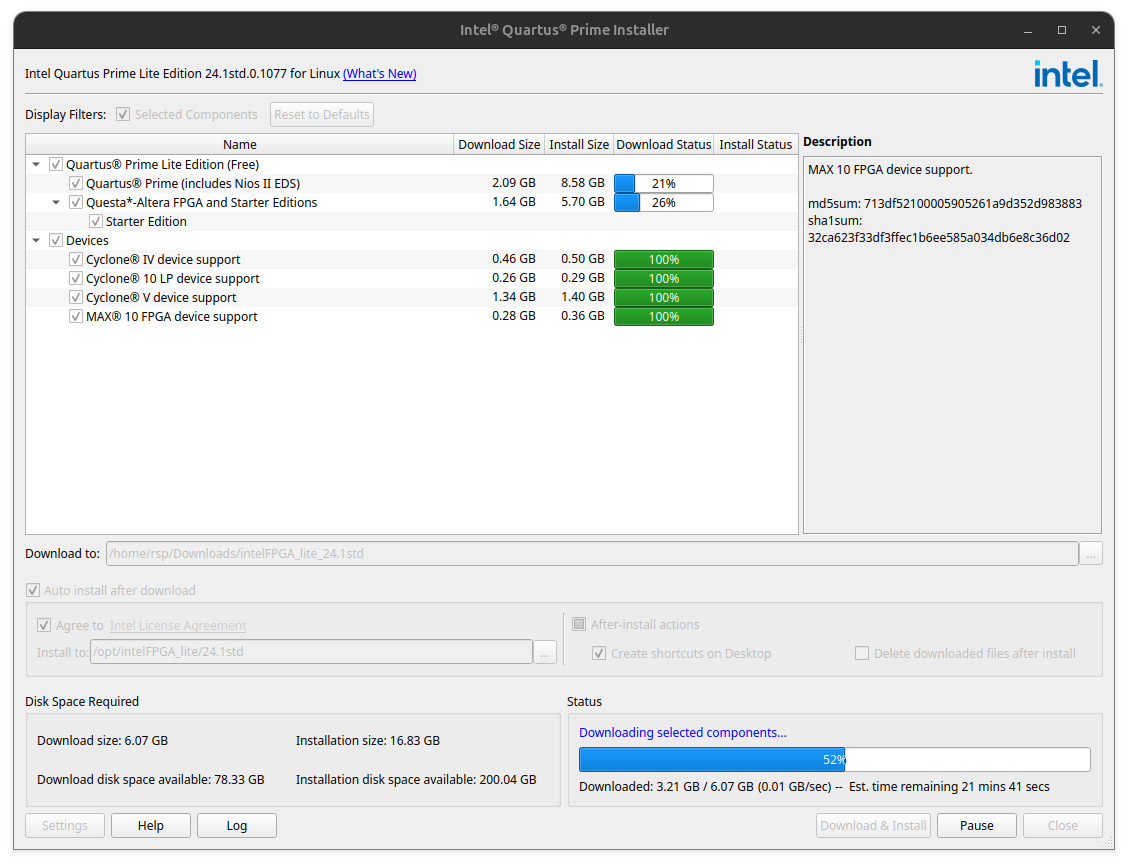 Intel® Quartus® Prime Installer
Intel Quartus Prime Lite Edition 24.1std.0.1077 for Linux (What's New)
intel.
Display Filters: Selected Components Reset to Defaults
Name Download Size Install Size Download Status Install Status
Quartus® Prime Lite Edition (Free)
Quartus® Prime (includes Nios II EDS) 2.09 GB 8.58 GB 21%
Questa*-Altera FPGA and Starter Editions 1.64 GB 5.70 GB 26%
Starter Edition
Devices
Cyclone® IV device support 0.46 GB 0.50 GB 100%
Cyclone® 10 LP device support 0.26 GB 0.29 GB 100%
Cyclone® V device support 1.34 GB 1.40 GB 100%
MAX® 10 FPGA device support 0.28 GB 0.36 GB 100%
Description
MAX 10 FPGA device support.
md5sum: 713df52100005905261a9d352d983883
sha1sum:
32ca623f33df3ffec1b6ee585a034db6e8c36d02
Download to: /home/rsp/Downloads/intelFPGA_lite_24.1std ...
Auto install after download
Agree to Intel License Agreement
Install to: /opt/intelFPGA_lite/24.1std ...
After-install actions
Create shortcuts on Desktop Delete downloaded files after install
Disk Space Required
Download size: 6.07 GB Installation size: 16.83 GB
Download disk space available: 78.33 GB Installation disk space available: 200.04 GB
Status
Downloading selected components...
52%
Downloaded: 3.21 GB / 6.07 GB (0.01 GB/sec) -- Est. time remaining 21 mins 41 secs
Settings Help Log Download & Install Pause Close